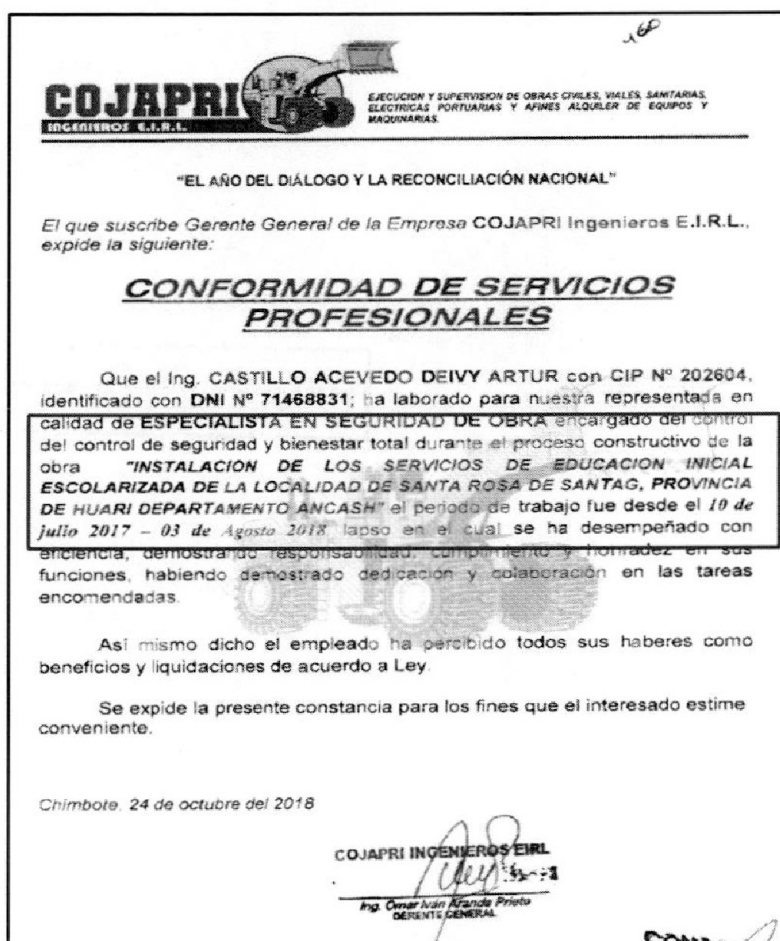 160
COJAPRI
INGENIEROS E.I.R.L.
EJECUCION Y SUPERVISION DE OBRAS CIVILES, VIALES, SANITARIAS,
ELECTRICAS PORTUARIAS Y AFINES ALQUILER DE EQUIPOS Y
MAQUINARIAS.
"EL AÑO DEL DIÁLOGO Y LA RECONCILIACIÓN NACIONAL"
El que suscribe Gerente General de la Empresa COJAPRI Ingenieros E.I.R.L.,
expide la siguiente:
CONFORMIDAD DE SERVICIOS
PROFESIONALES
Que el Ing. CASTILLO ACEVEDO DEIVY ARTUR con CIP Nº 202604,
identificado con DNI Nº 71468831; ha laborado para nuestra representada en
calidad de ESPECIALISTA EN SEGURIDAD DE OBRA encargado del control
del control de seguridad y bienestar total durante el proceso constructivo de la
obra "INSTALACION DE LOS SERVICIOS DE EDUCACION INICIAL
ESCOLARIZADA DE LA LOCALIDAD DE SANTA ROSA DE SANTAG, PROVINCIA
DE HUARI DEPARTAMENTO ANCASH" el periodo de trabajo fue desde el 10 de
julio 2017 – 03 de Agosto 2018 lapso en el cual se ha desempeñado con
eficiencia, demostrando responsabilidad, cumplimiento y honradez en sus
funciones, habiendo demostrado dedicación y colaboración en las tareas
encomendadas.
Así mismo dicho el empleado ha percibido todos sus haberes como
beneficios y liquidaciones de acuerdo a Ley.
Se expide la presente constancia para los fines que el interesado estime
conveniente.
Chimbote, 24 de octubre del 2018
COJAPRI INGENIEROS EIRL
Ing. Omar Iván Aranda Prieto
GERENTE GENERAL